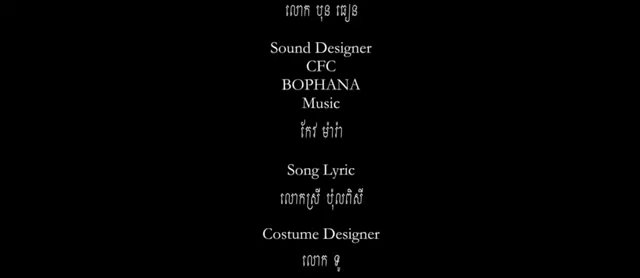 លោក ប៊ុន ធឿន
Sound Designer
CFC
BOPHANA
Music
កែវ ម៉ារ៉ា
Song Lyric
លោកស្រី ប៉ុលពិសី
Costume Designer
លោក ទូ